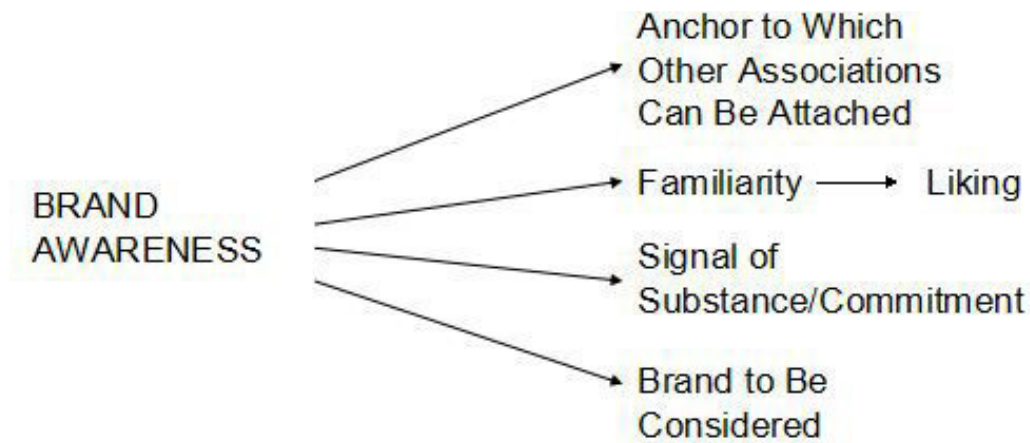 Anchor to Which
Other Associations
Can Be Attached
BRAND
AWARENESS
Familiarity
Liking
Signal of
Substance/Commitment
Brand to Be
Considered